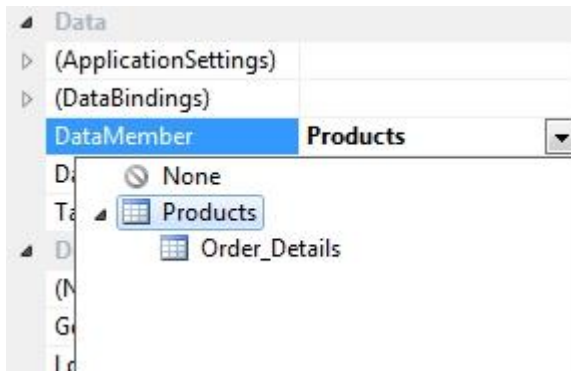 Data
(ApplicationSettings)
(DataBindings)
DataMember Products
None
Products
Order_Details